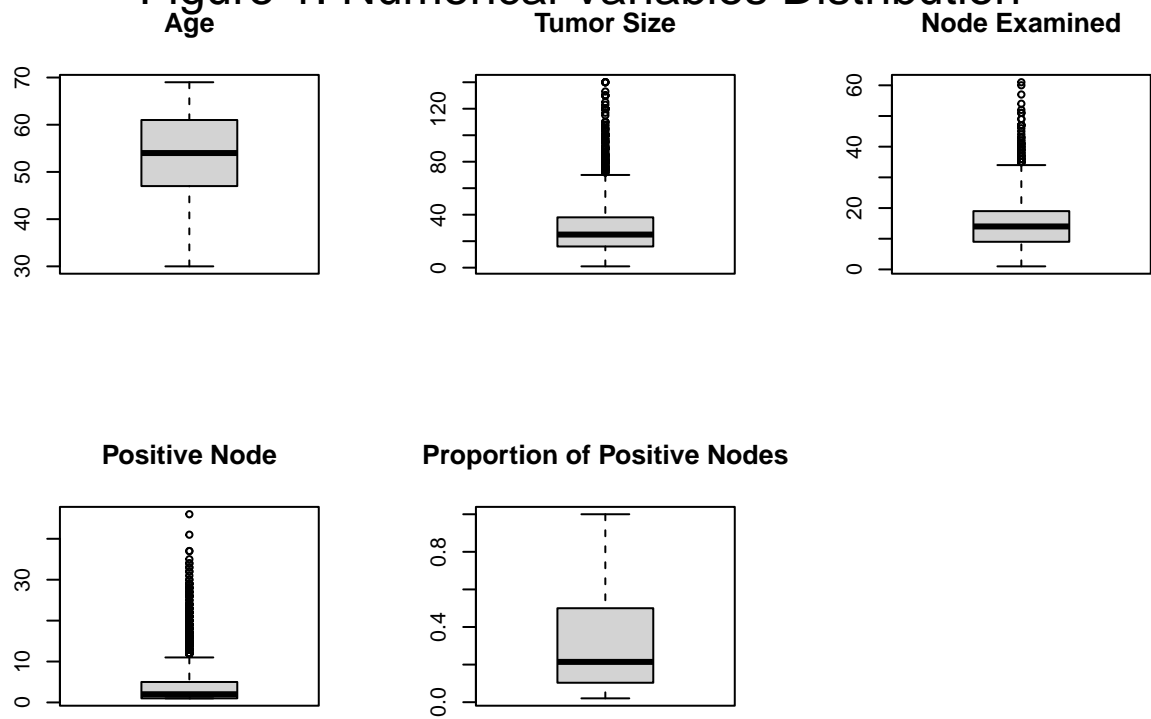 Figure 1: Numerical Variables Distribution
Age
Tumor Size
Node Examined
30 40 50 60 70
0 40 80 120
0 20 40 60
Positive Node
Proportion of Positive Nodes
0 10 30
0.0 0.4 0.8